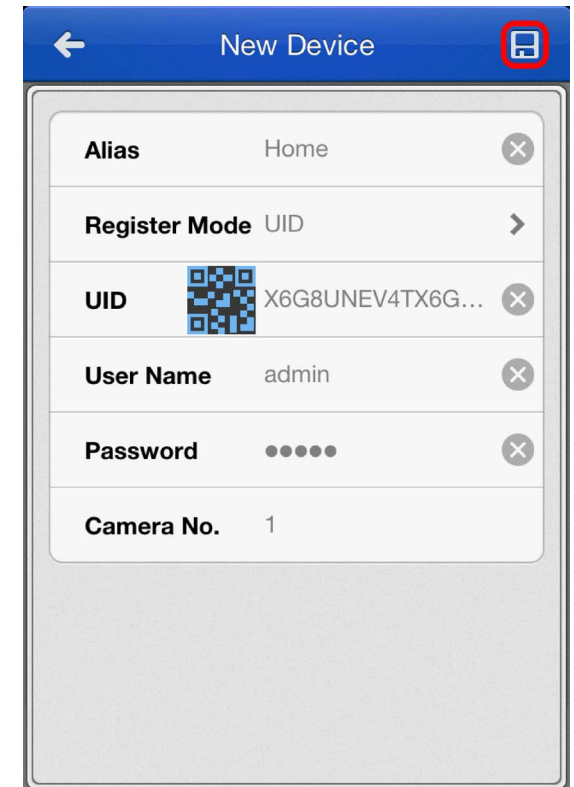 New Device
Alias Home
Register Mode UID
UID X6G8UNEV4TX6G...
User Name admin
Password ●●●●●
Camera No. 1